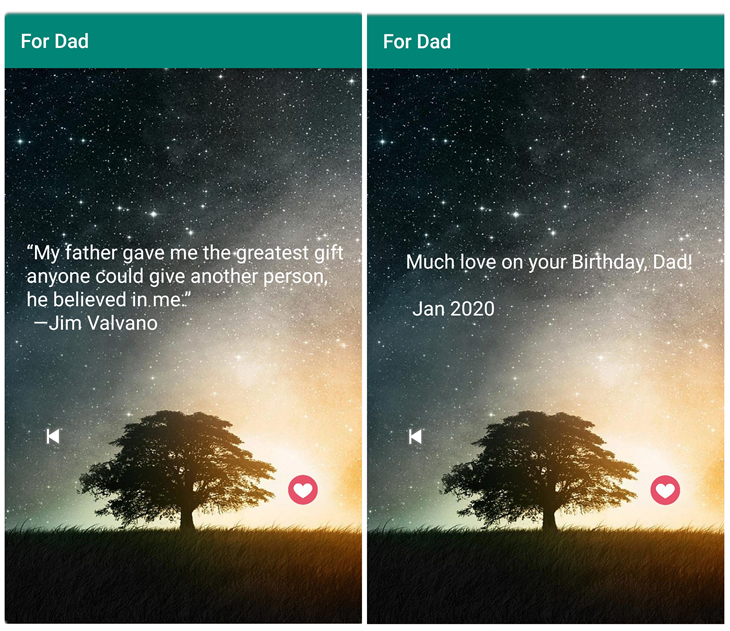 For Dad
“My father gave me the greatest gift
anyone could give another person,
he believed in me.”
—Jim Valvano
For Dad
Much love on your Birthday, Dad!
Jan 2020